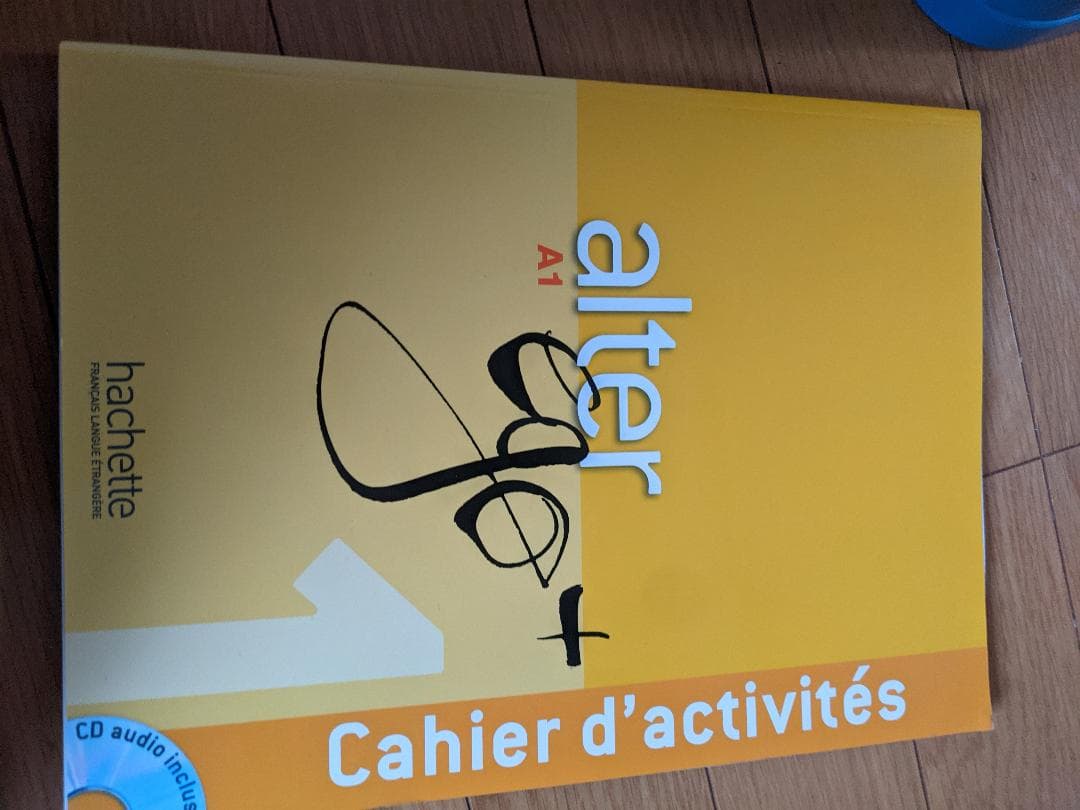 alter
ego +
A1
1
hachette
FRANÇAIS LANGUE ÉTRANGÈRE
Cahier d'activités
CD audio inclus